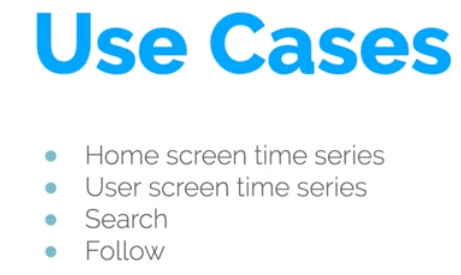 Use Cases
• Home screen time series
• User screen time series
• Search
• Follow